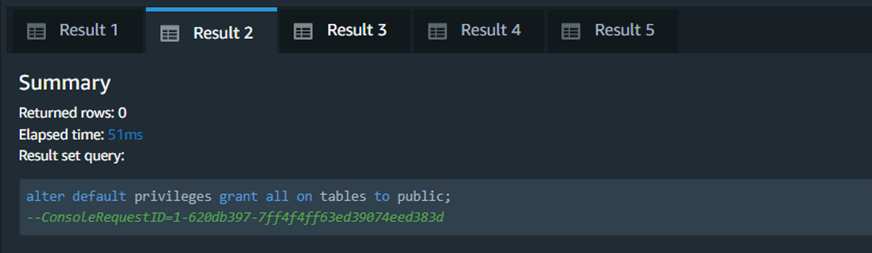 Result 1 Result 2 Result 3 Result 4 Result 5
Summary
Returned rows: 0
Elapsed time: 51ms
Result set query:
alter default privileges grant all on tables to public;
--ConsoleRequestID=1-620db397-7ff4f4ff63ed39074eed383d